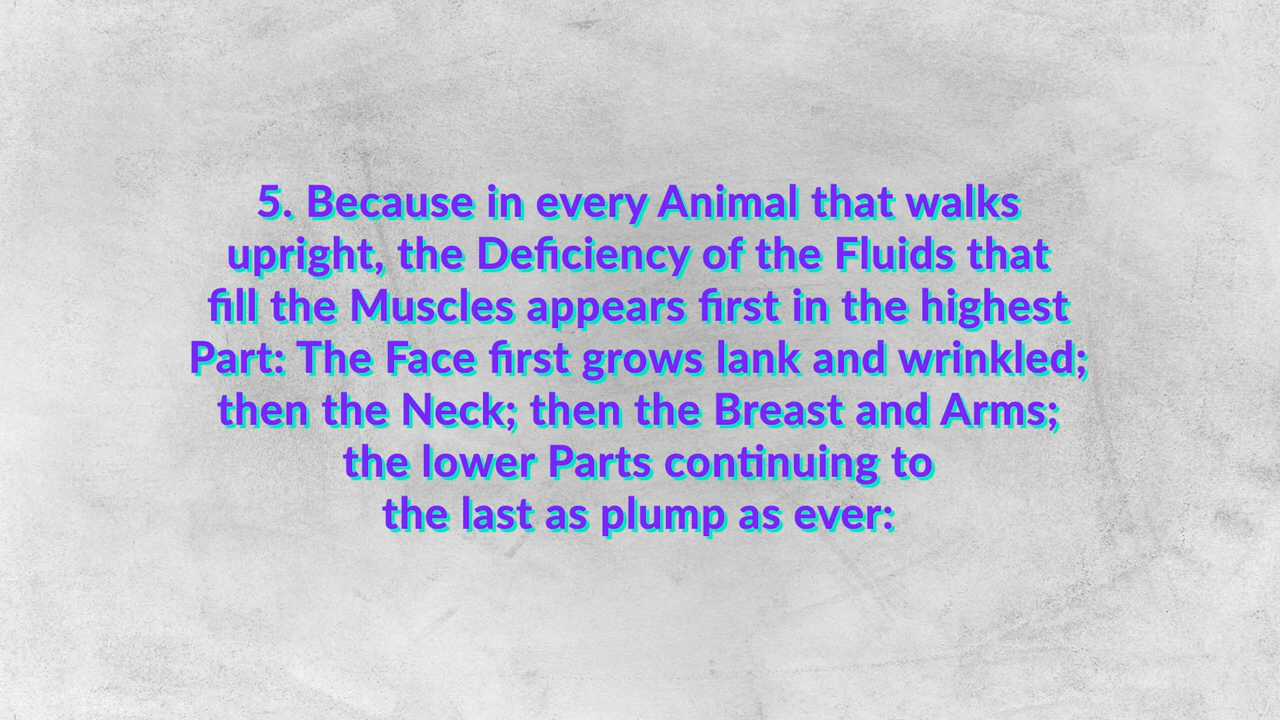 5. Because in every Animal that walks
upright, the Deficiency of the Fluids that
fill the Muscles appears first in the highest
Part: The Face first grows lank and wrinkled;
then the Neck; then the Breast and Arms;
the lower Parts continuing to
the last as plump as ever: